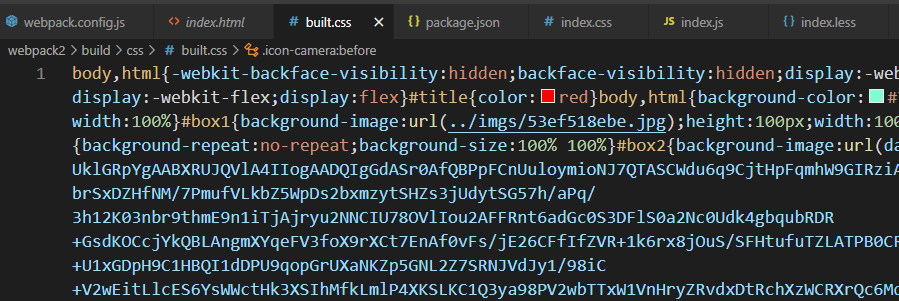 webpack.config.js index.html built.css package.json index.css index.js index.less
webpack2 > build > css > # built.css > .icon-camera:before
1 body,html{-webkit-backface-visibility:hidden;backface-visibility:hidden;display:-we
display:-webkit-flex;display:flex}#title{color:red}body,html{background-color:#
width:100%}#box1{background-image:url(../imgs/53ef518ebe.jpg);height:100px;width:100
{background-repeat:no-repeat;background-size:100% 100%}#box2{background-image:url(da
UklGRpYgAABXRUJQVlA4IIogAADQIgGdASr0AfQBPpFCnUuloymioNJ7QTASCWdu6q9CjtHpFqmhW9GIRziA
brSxDZHfNM/7PmufVLkbZ5WpDs2bxmzytSHZs3jUdytSG57h/aPq/
3h12K03nbr9thmE9n1iTjAjryu2NNCIU78OVlIou2AFFRnt6adGc0S3DFlS0a2Nc0Udk4gbqubRDR
+GsdKOCcjYkQBLAngmXYqeFV3foX9rXCt7EnAf0vFs/jE26CFfIfZVR+1k6rx8jOuS/SFHtufuTZLATPB0CR
+U1xGDpH9C1HBQI1dDPU9qopGrUXaNKZp5GNL2Z7SRNJVdJy1/98iC
+V2wEitLlcES6YsWWctHk3XSIhMfkLmlP4XKSLKC1Q3ya98PV2wbTTxW1VnHryZRvdxDtRchXzWCRXrQc6Mc